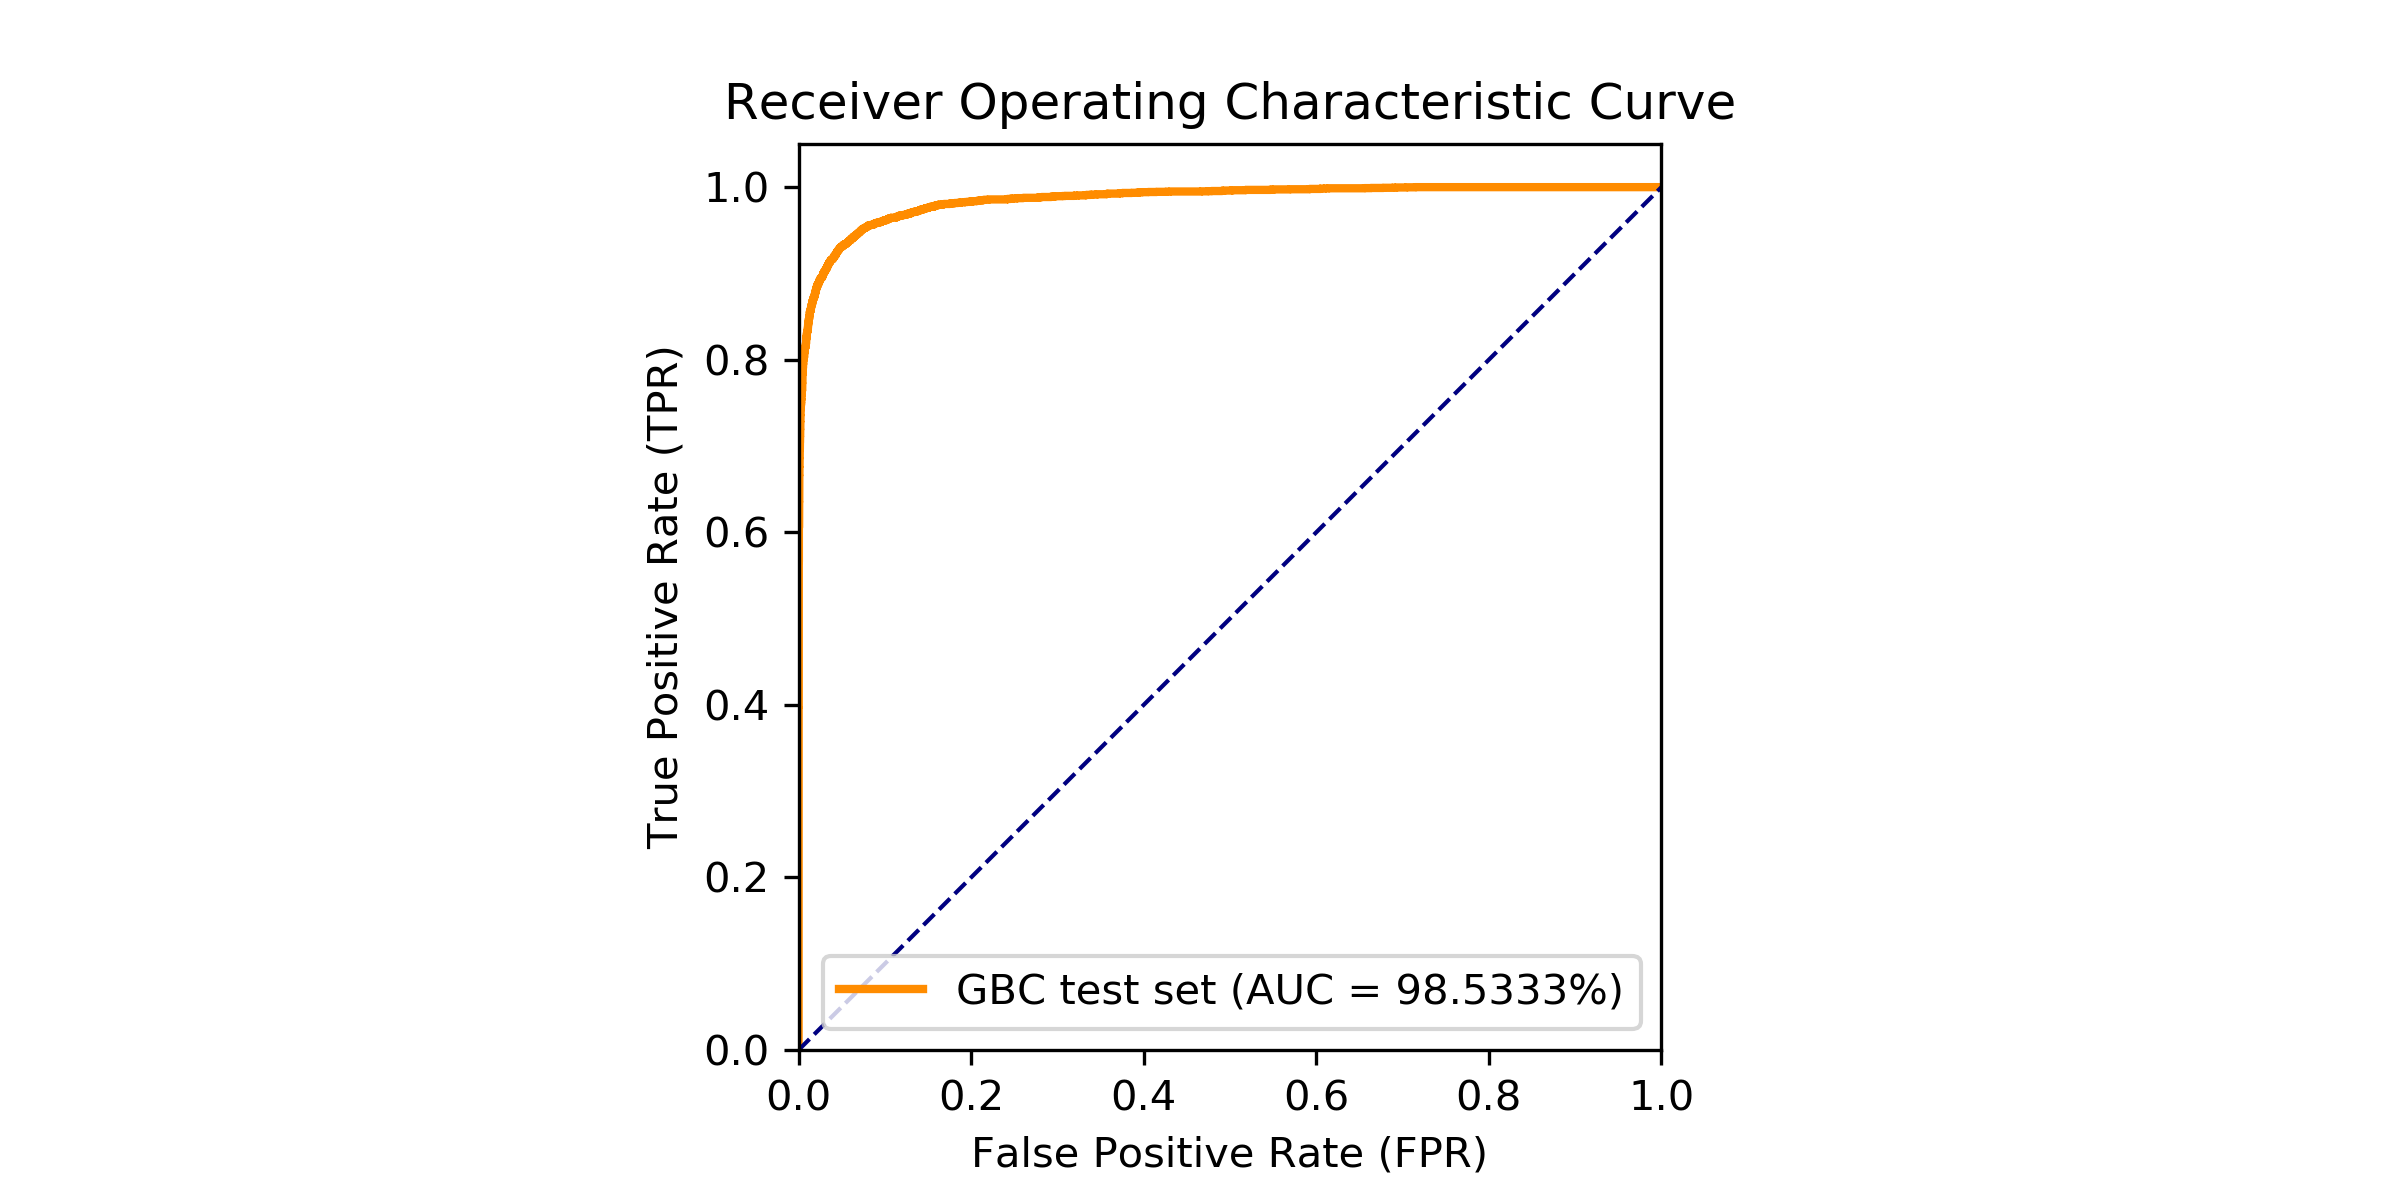 Receiver Operating Characteristic Curve
True Positive Rate (TPR)
1.0
0.8
0.6
0.4
0.2
0.0
GBC test set (AUC = 98.5333%)
0.0 0.2 0.4 0.6 0.8 1.0
False Positive Rate (FPR)